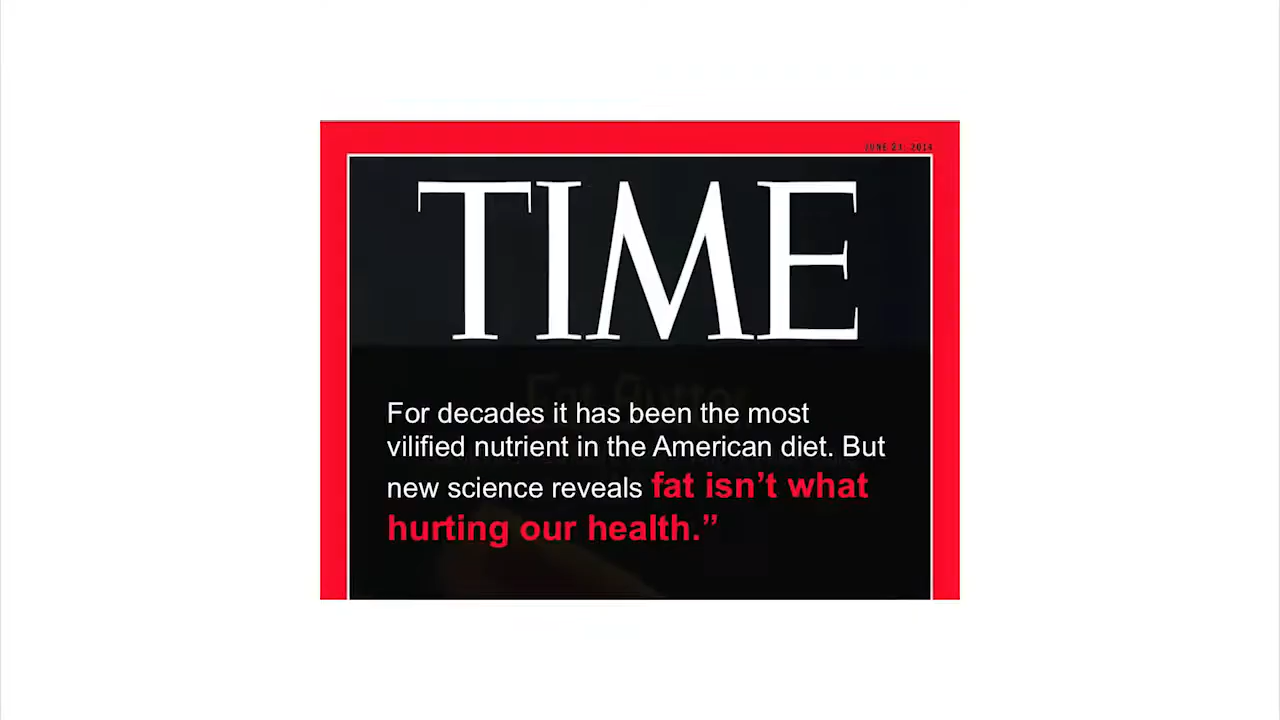 JUNE 23, 2014
TIME
For decades it has been the most
vilified nutrient in the American diet. But
new science reveals fat isn’t what
hurting our health.”